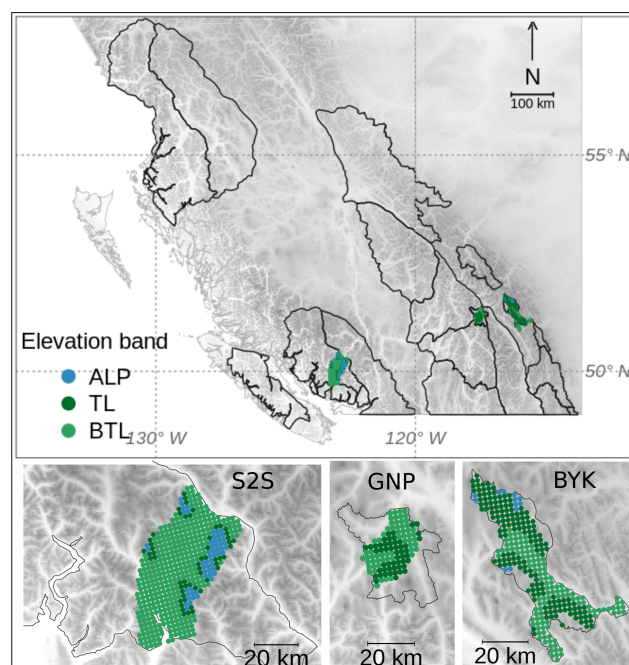 N
100 km
55° N
Elevation band
ALP
TL
BTL
50° N
130° W
120° W
S2S
GNP
BYK
20 km
20 km
20 km